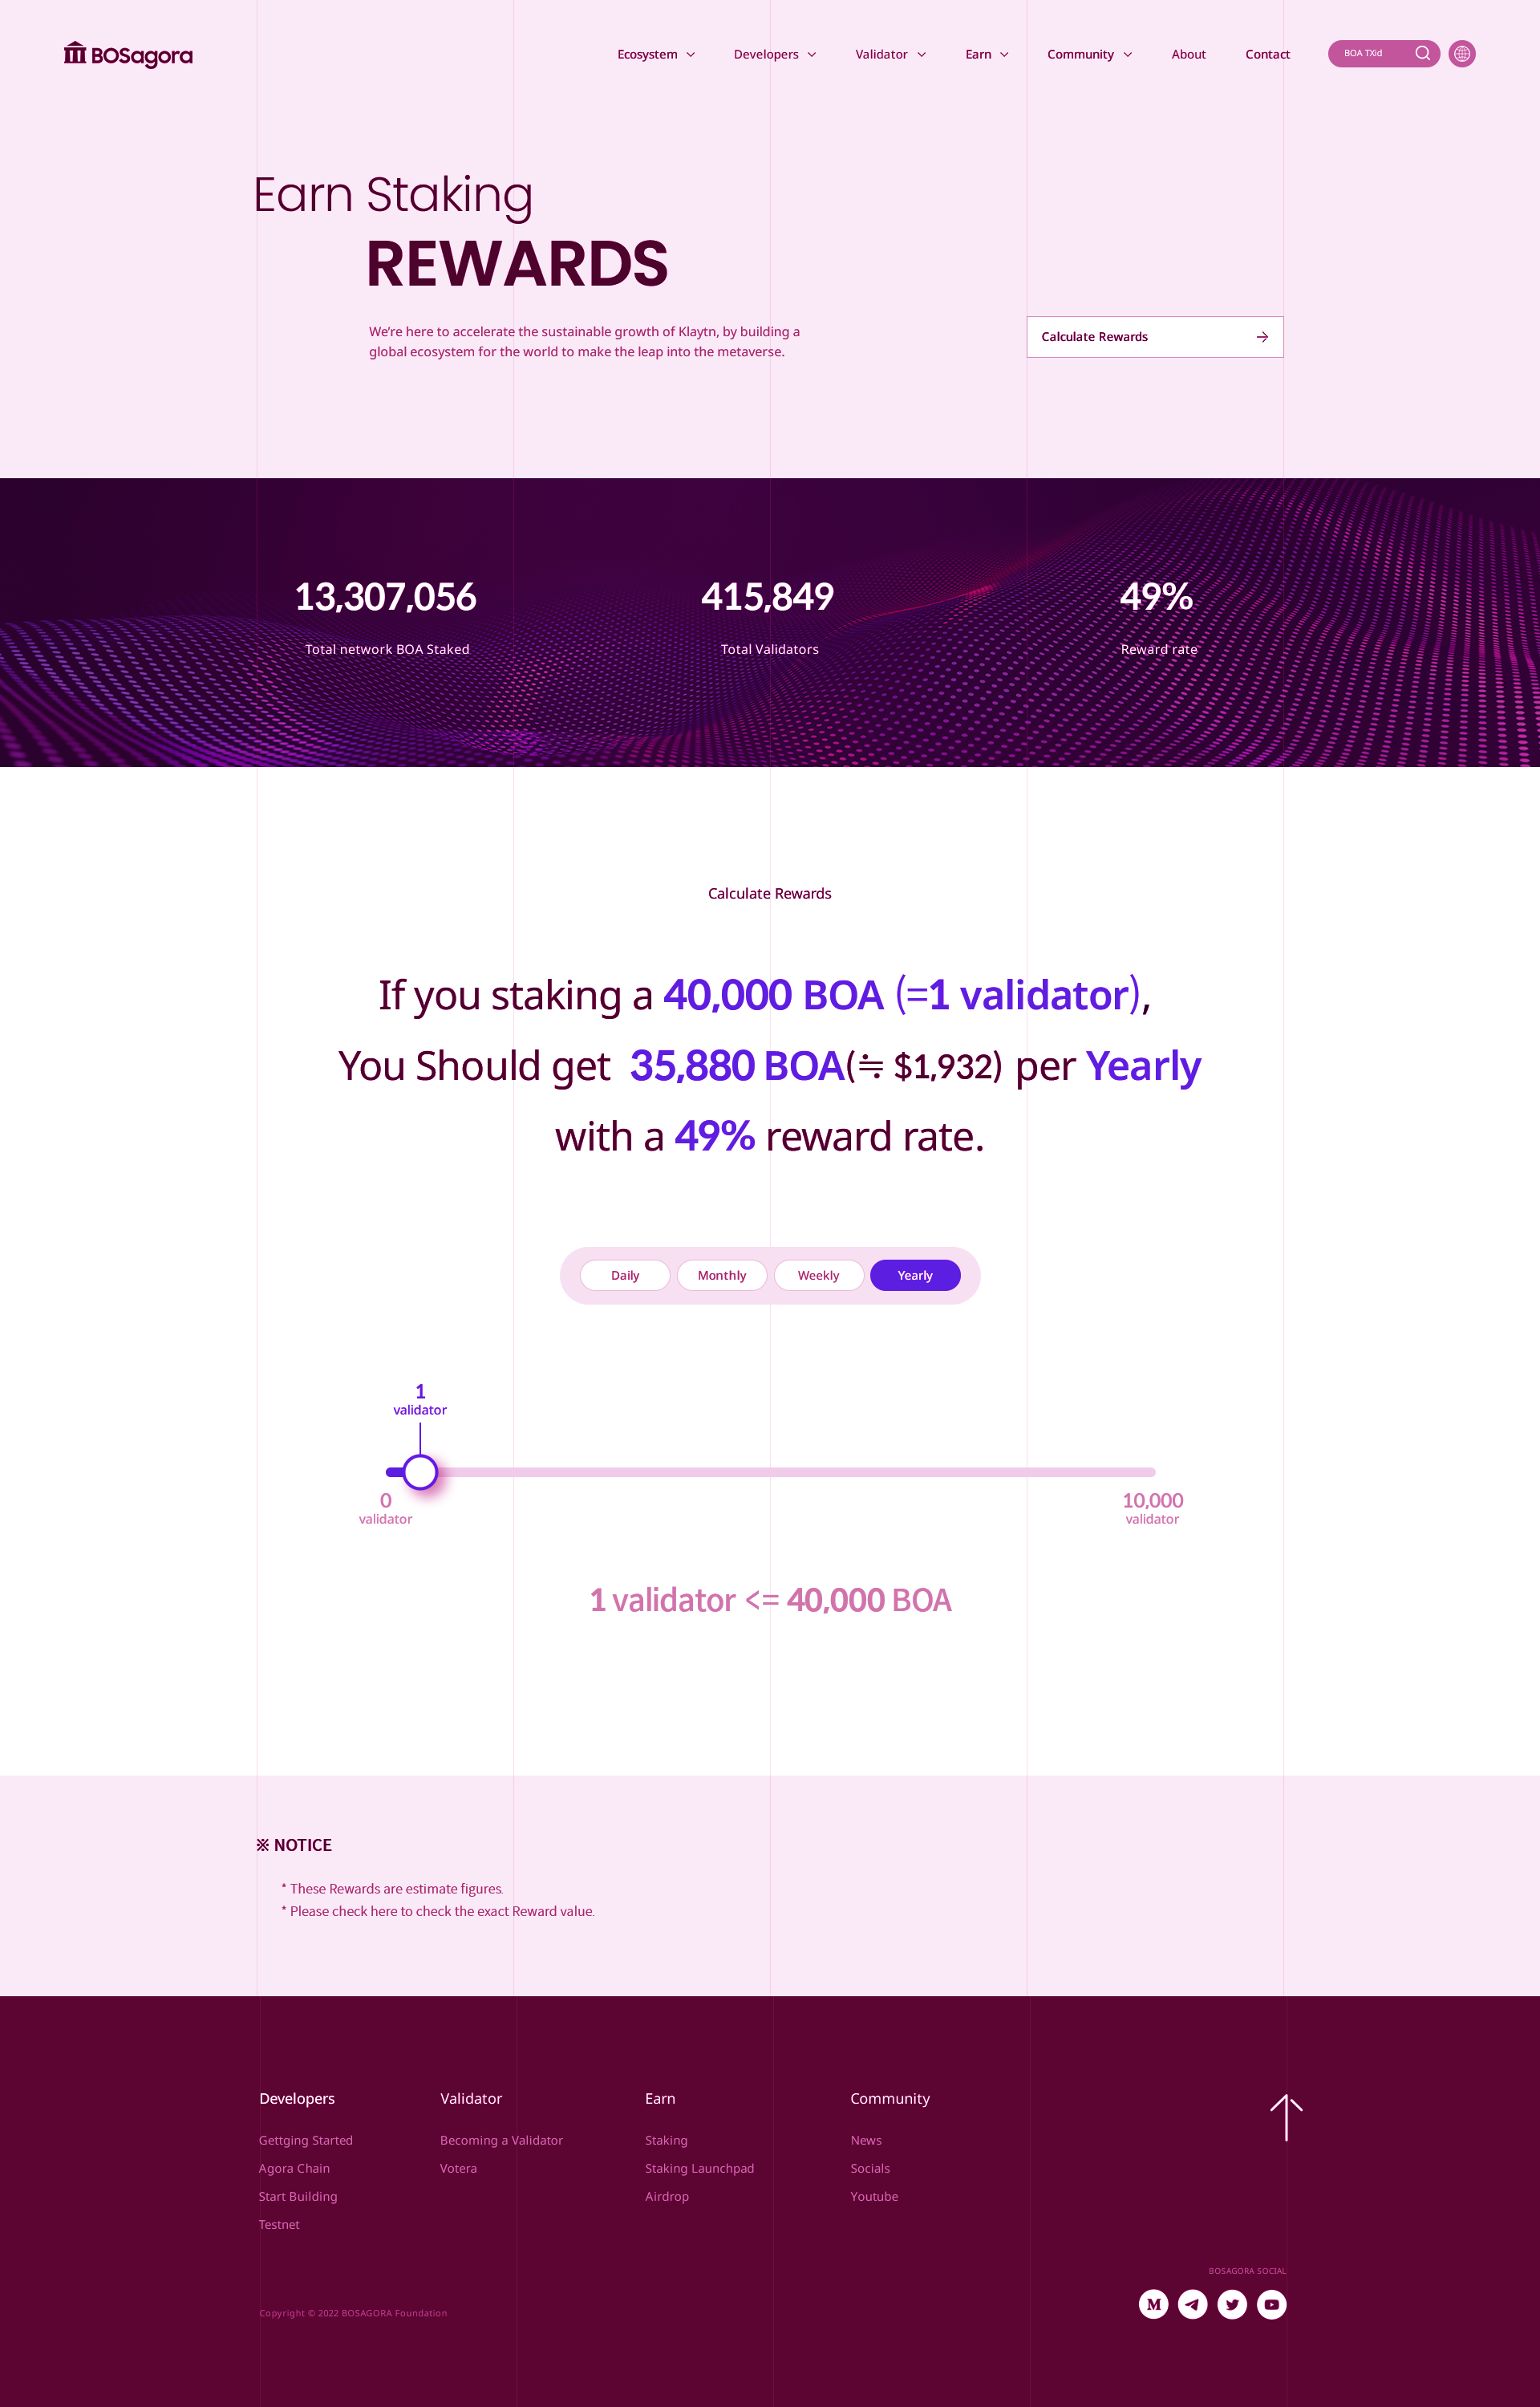 BOSagora
Ecosystem Developers Validator Earn Community About Contact BOA TXid
Earn Staking
REWARDS
We're here to accelerate the sustainable growth of Klaytn, by building a
global ecosystem for the world to make the leap into the metaverse.
Calculate Rewards
13,307,056 415,849 49%
Total network BOA Staked Total Validators Reward rate
Calculate Rewards
If you staking a 40,000 BOA (=1 validator),
You Should get 35,880 BOA(≒ $1,932) per Yearly
with a 49% reward rate.
Daily Monthly Weekly Yearly
1
validator
0 10,000
validator validator
1 validator <= 40,000 BOA
※ NOTICE
* These Rewards are estimate figures.
* Please check here to check the exact Reward value.
Developers Validator Earn Community
Gettging Started Becoming a Validator Staking News
Agora Chain Votera Staking Launchpad Socials
Start Building Airdrop Youtube
Testnet
BOSAGORA SOCIAL
Copyright © 2022 BOSAGORA Foundation